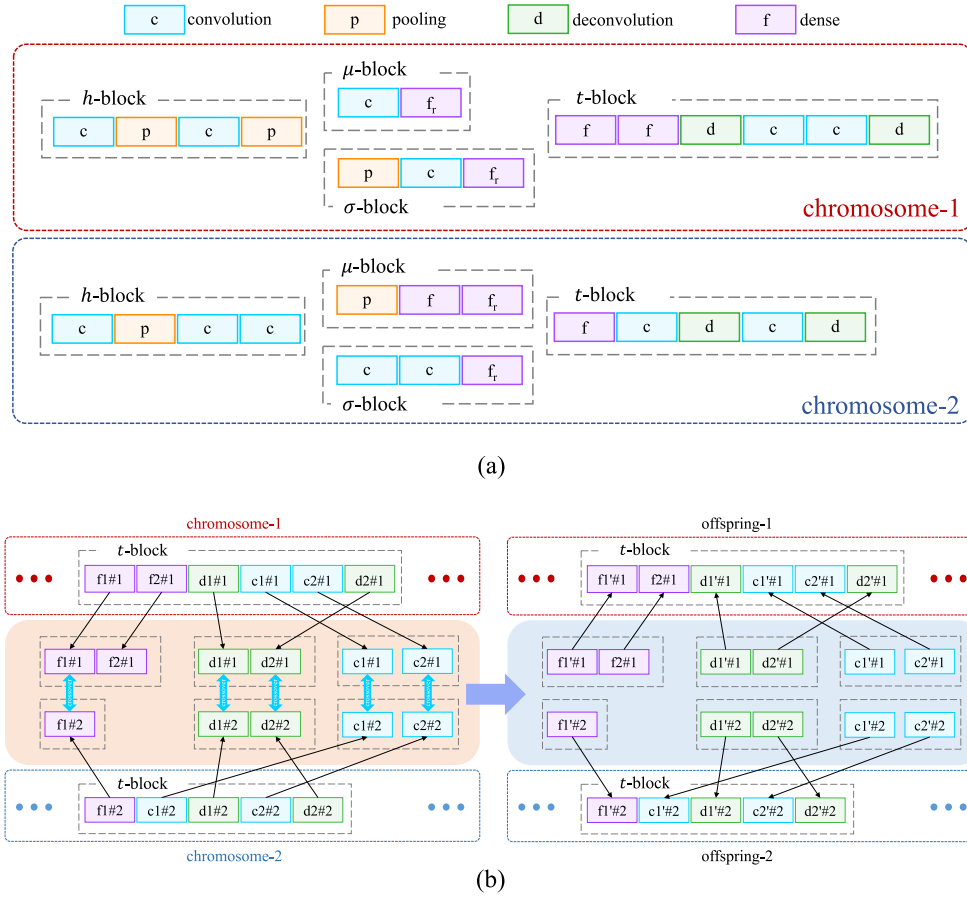 c convolution p pooling d deconvolution f dense
μ-block
h-block t-block
c f_r
c p c p f f d c c d
p c f_r
σ-block
chromosome-1
μ-block
h-block t-block
p f f_r
c p c c f c d c d
c c f_r
σ-block
chromosome-2
(a)
chromosome-1 offspring-1
t-block t-block
f1#1 f2#1 d1#1 c1#1 c2#1 d2#1 f1'#1 f2#1 d1'#1 c1'#1 c2'#1 d2'#1
f1#1 f2#1 d1#1 d2#1 c1#1 c2#1 f1'#1 f2#1 d1'#1 d2'#1 c1'#1 c2'#1
f1#2 d1#2 d2#2 c1#2 c2#2 f1'#2 d1'#2 d2'#2 c1'#2 c2'#2
t-block t-block
f1#2 c1#2 d1#2 c2#2 d2#2 f1'#2 c1'#2 d1'#2 c2'#2 d2'#2
chromosome-2 offspring-2
(b)